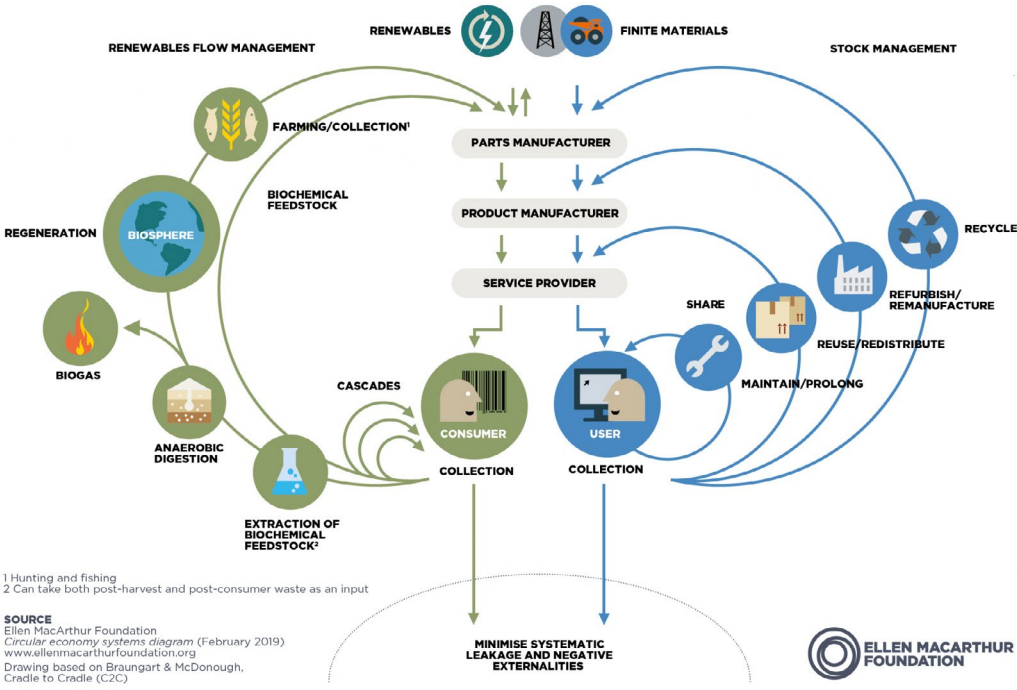 RENEWABLES
FINITE MATERIALS
RENEWABLES FLOW MANAGEMENT
STOCK MANAGEMENT
FARMING/COLLECTION¹
PARTS MANUFACTURER
BIOCHEMICAL
FEEDSTOCK
PRODUCT MANUFACTURER
REGENERATION
BIOSPHERE
RECYCLE
SERVICE PROVIDER
SHARE
REFURBISH/
REMANUFACTURE
REUSE/REDISTRIBUTE
BIOGAS
CASCADES
MAINTAIN/PROLONG
CONSUMER
USER
ANAEROBIC
DIGESTION
COLLECTION
COLLECTION
EXTRACTION OF
BIOCHEMICAL
FEEDSTOCK²
1 Hunting and fishing
2 Can take both post-harvest and post-consumer waste as an input
SOURCE
Ellen MacArthur Foundation
Circular economy systems diagram (February 2019)
www.ellenmacarthurfoundation.org
Drawing based on Braungart & McDonough,
Cradle to Cradle (C2C)
MINIMISE SYSTEMATIC
LEAKAGE AND NEGATIVE
EXTERNALITIES
ELLEN MACARTHUR
FOUNDATION